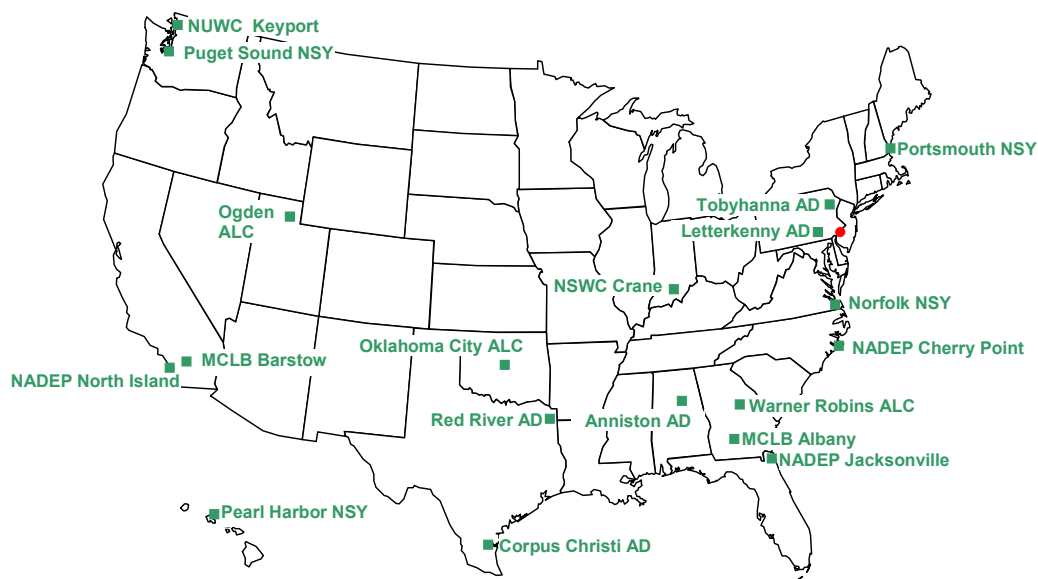 NUWC  Keyport
Puget Sound NSY
Portsmouth NSY
Tobyhanna AD
Ogden
ALC
Letterkenny AD
NSWC Crane
Norfolk NSY
Oklahoma City ALC
NADEP Cherry Point
MCLB Barstow
NADEP North Island
Warner Robins ALC
Red River AD
Anniston AD
MCLB Albany
NADEP Jacksonville
Pearl Harbor NSY
Corpus Christi AD